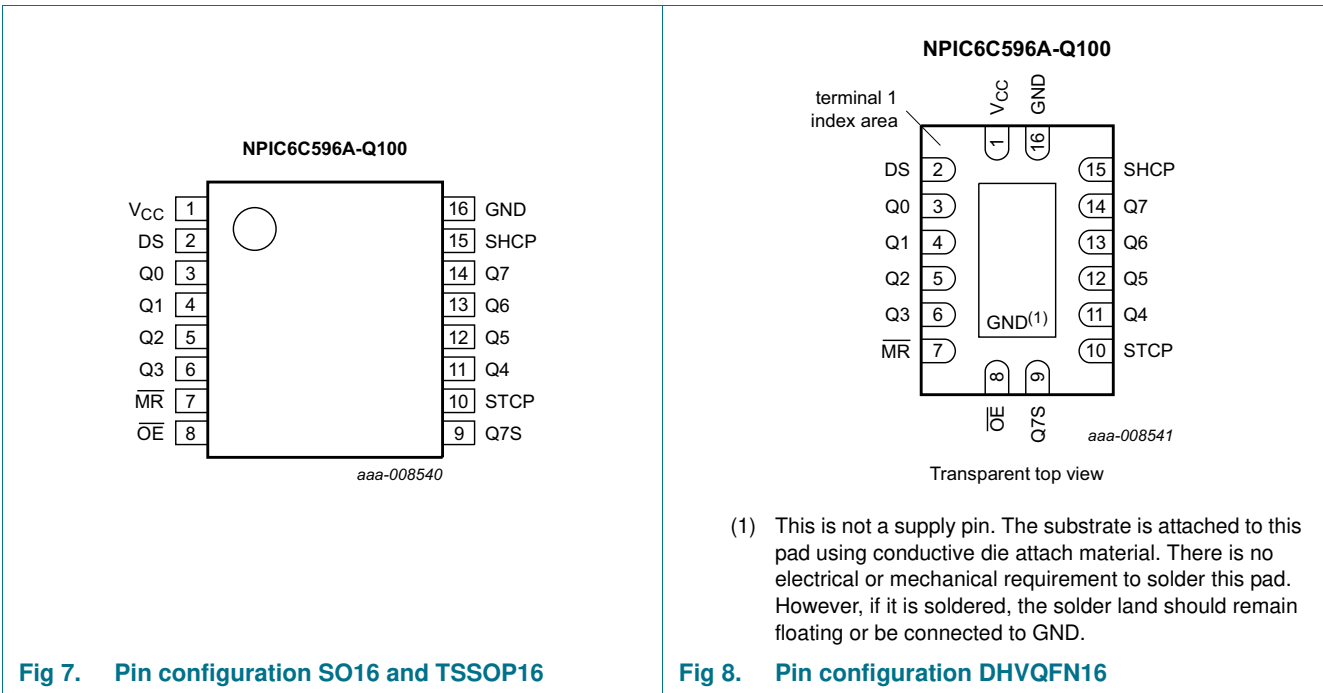 NPIC6C596A-Q100
VCC 1
DS 2
Q0 3
Q1 4
Q2 5
Q3 6
MR 7
OE 8
16 GND
15 SHCP
14 Q7
13 Q6
12 Q5
11 Q4
10 STCP
9 Q7S
aaa-008540
Fig 7. Pin configuration SO16 and TSSOP16
NPIC6C596A-Q100
terminal 1
index area
VCC
GND
1
16
DS 2
Q0 3
Q1 4
Q2 5
Q3 6
MR 7
15 SHCP
14 Q7
13 Q6
12 Q5
11 Q4
10 STCP
GND(1)
8
9
OE
Q7S
aaa-008541
Transparent top view
(1) This is not a supply pin. The substrate is attached to this
pad using conductive die attach material. There is no
electrical or mechanical requirement to solder this pad.
However, if it is soldered, the solder land should remain
floating or be connected to GND.
Fig 8. Pin configuration DHVQFN16